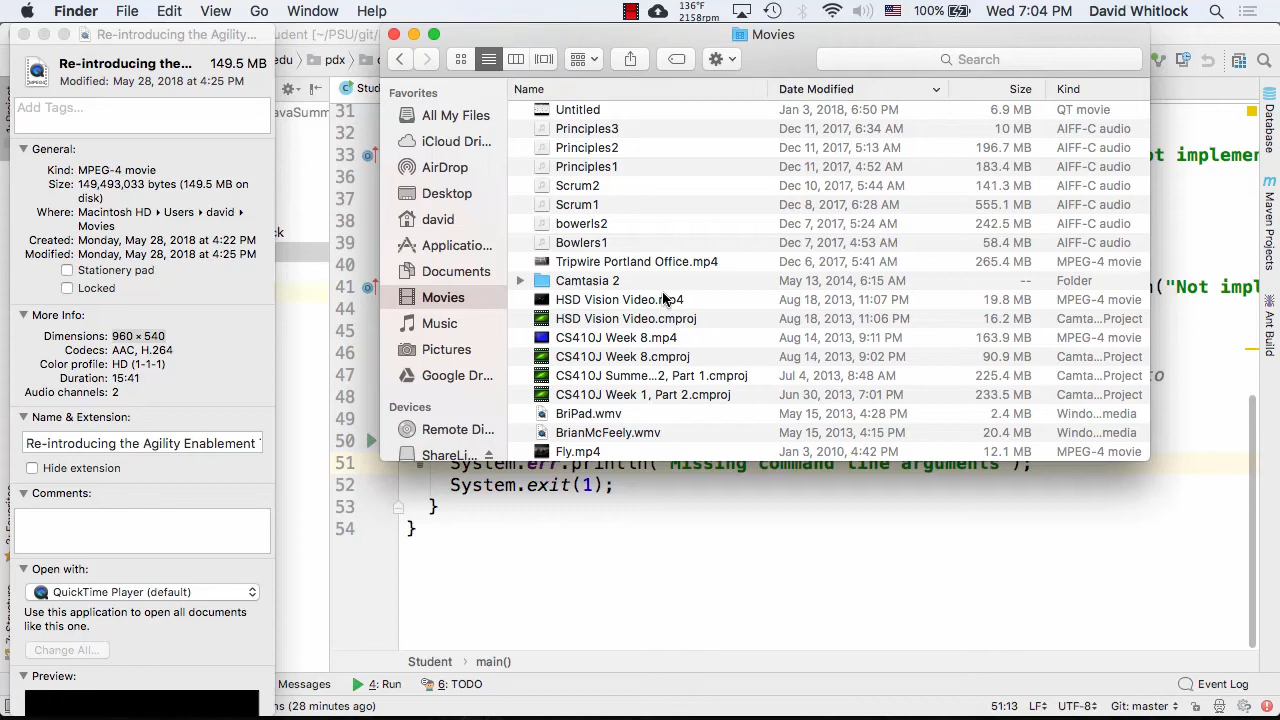 Finder File Edit View Go Window Help
136°F
2158rpm
100% Wed 7:04 PM David Whitlock
Re-introducing the Agility
Re-introducing the... 149.5 MB
Modified: May 28, 2018 at 4:25 PM
Add Tags...
General:
Kind: MPEG-4 movie
Size: 149,493,033 bytes (149.5 MB on
disk)
Where: Macintosh HD ▸ Users ▸ david ▸
Movies
Created: Monday, May 28, 2018 at 4:22 PM
Modified: Monday, May 28, 2018 at 4:25 PM
Stationery pad
Locked
More Info:
Dimensions: 960 × 540
Codecs: AAC, H.264
Color profile: HD (1-1-1)
Duration: 15:41
Audio channels: 2
Name & Extension:
Re-introducing the Agility Enablement
Hide extension
Comments:
Open with:
QuickTime Player (default)
Use this application to open all documents
like this one.
Change All...
Preview:
Movies
Search
Favorites
All My Files
iCloud Dri...
AirDrop
Desktop
david
Applicatio...
Documents
Movies
Music
Pictures
Google Dr...
Devices
Remote Di...
ShareLi...
Name Date Modified Size Kind
Untitled Jan 3, 2018, 6:50 PM 6.9 MB QT movie
Principles3 Dec 11, 2017, 6:34 AM 10 MB AIFF-C audio
Principles2 Dec 11, 2017, 5:13 AM 196.7 MB AIFF-C audio
Principles1 Dec 11, 2017, 4:52 AM 183.4 MB AIFF-C audio
Scrum2 Dec 10, 2017, 5:44 AM 141.3 MB AIFF-C audio
Scrum1 Dec 8, 2017, 6:28 AM 555.1 MB AIFF-C audio
bowerls2 Dec 7, 2017, 5:24 AM 242.5 MB AIFF-C audio
Bowlers1 Dec 7, 2017, 4:53 AM 58.4 MB AIFF-C audio
Tripwire Portland Office.mp4 Dec 6, 2017, 5:41 AM 265.4 MB MPEG-4 movie
Camtasia 2 May 13, 2014, 6:15 AM -- Folder
HSD Vision Video.mp4 Aug 18, 2013, 11:07 PM 19.8 MB MPEG-4 movie
HSD Vision Video.cmproj Aug 18, 2013, 11:06 PM 16.2 MB Camta...Project
CS410J Week 8.mp4 Aug 14, 2013, 9:11 PM 163.9 MB MPEG-4 movie
CS410J Week 8.cmproj Aug 14, 2013, 9:02 PM 90.9 MB Camta...Project
CS410J Summe...2, Part 1.cmproj Jul 4, 2013, 8:48 AM 225.4 MB Camta...Project
CS410J Week 1, Part 2.cmproj Jun 30, 2013, 7:01 PM 233.5 MB Camta...Project
BriPad.wmv May 15, 2013, 4:28 PM 2.4 MB Windo...media
BrianMcFeely.wmv May 15, 2013, 4:15 PM 20.4 MB Windo...media
Fly.mp4 Jan 3, 2010, 4:42 PM 12.1 MB MPEG-4 movie
tudent [~/PSU/git/
edu pdx
Stud
avaSumm
31
32
33 ot implemen
36
37
38
39
40
41 n("Not impl
44
45
46
47 to
48
49
50
51 System.err.println("Missing command line arguments");
52 System.exit(1);
53 }
54 }
Student › main()
Messages 4: Run 6: TODO Event Log
ns (28 minutes ago) 51:13 LF÷ UTF-8÷ Git: master÷
Database
Maven Projects
Ant Build